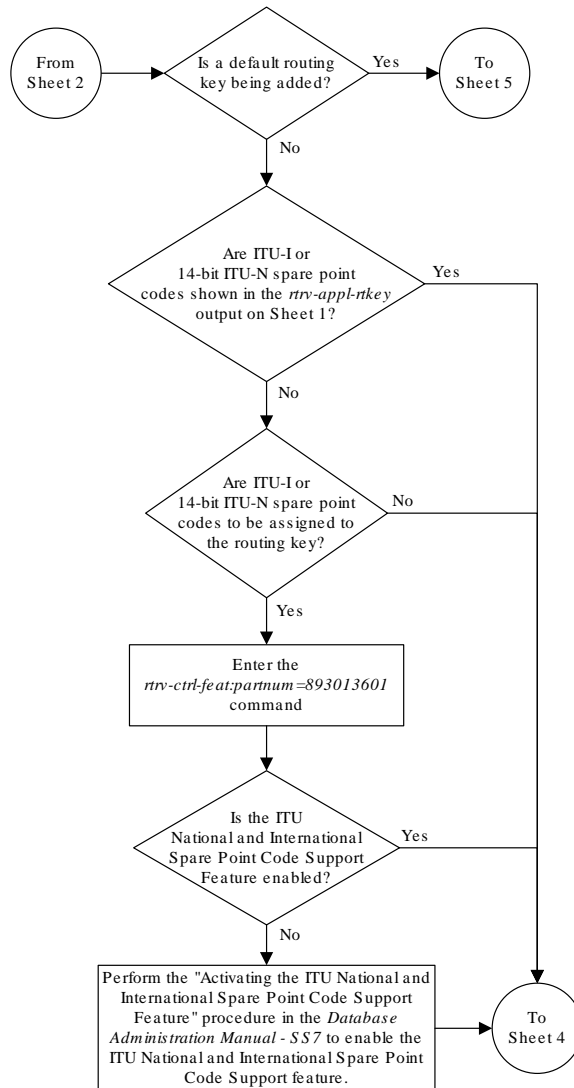 From
Sheet 2
Is a default routing
key being added?
Yes
To
Sheet 5
No
Are ITU-I or
14-bit ITU-N spare point
codes shown in the rtrv-appl-rtkey
output on Sheet 1?
Yes
No
Are ITU-I or
14-bit ITU-N spare point
codes to be assigned to
the routing key?
No
Yes
Enter the
rtrv-ctrl-feat:partnum=893013601
command
Is the ITU
National and International
Spare Point Code Support
Feature enabled?
Yes
No
Perform the "Activating the ITU National and
International Spare Point Code Support
Feature" procedure in the Database
Administration Manual - SS7 to enable the
ITU National and International Spare Point
Code Support feature.
To
Sheet 4